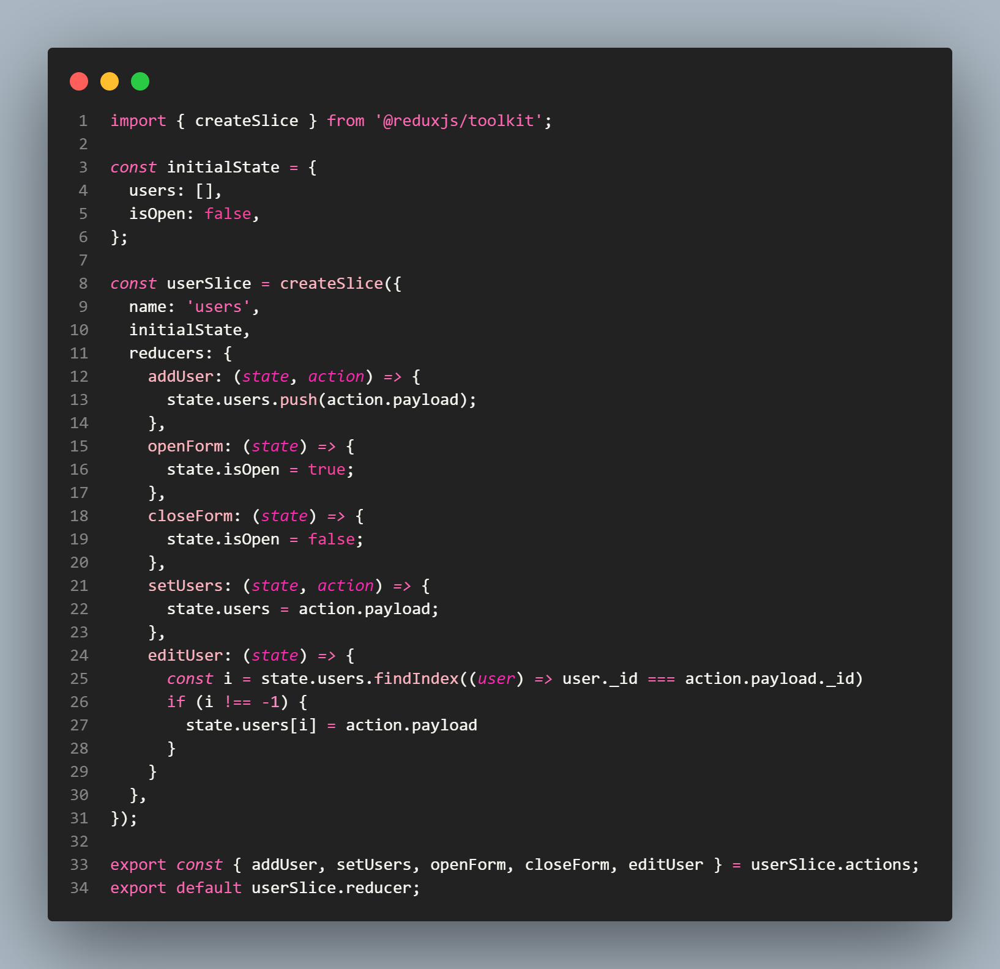 1 import { createSlice } from '@reduxjs/toolkit';
2
3 const initialState = {
4   users: [],
5   isOpen: false,
6 };
7
8 const userSlice = createSlice({
9   name: 'users',
10   initialState,
11   reducers: {
12     addUser: (state, action) => {
13       state.users.push(action.payload);
14     },
15     openForm: (state) => {
16       state.isOpen = true;
17     },
18     closeForm: (state) => {
19       state.isOpen = false;
20     },
21     setUsers: (state, action) => {
22       state.users = action.payload;
23     },
24     editUser: (state) => {
25       const i = state.users.findIndex((user) => user._id === action.payload._id)
26       if (i !== -1) {
27         state.users[i] = action.payload
28       }
29     }
30   },
31 });
32
33 export const { addUser, setUsers, openForm, closeForm, editUser } = userSlice.actions;
34 export default userSlice.reducer;